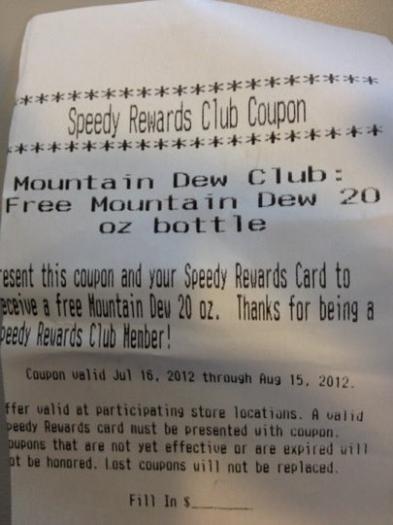 ************************************
Speedy Rewards Club Coupon
************************************
Mountain Dew Club:
Free Mountain Dew 20
oz bottle
resent this coupon and your Speedy Rewards Card to
eceive a free Mountain Dew 20 oz. Thanks for being a
peedy Rewards Club Member!
Coupon valid Jul 16, 2012 through Aug 15, 2012.
ffer valid at participating store locations. A valid
peedy Rewards card must be presented with coupon.
oupons that are not yet effective or are expired will
ot be honored. Lost coupons will not be replaced.
Fill In $________